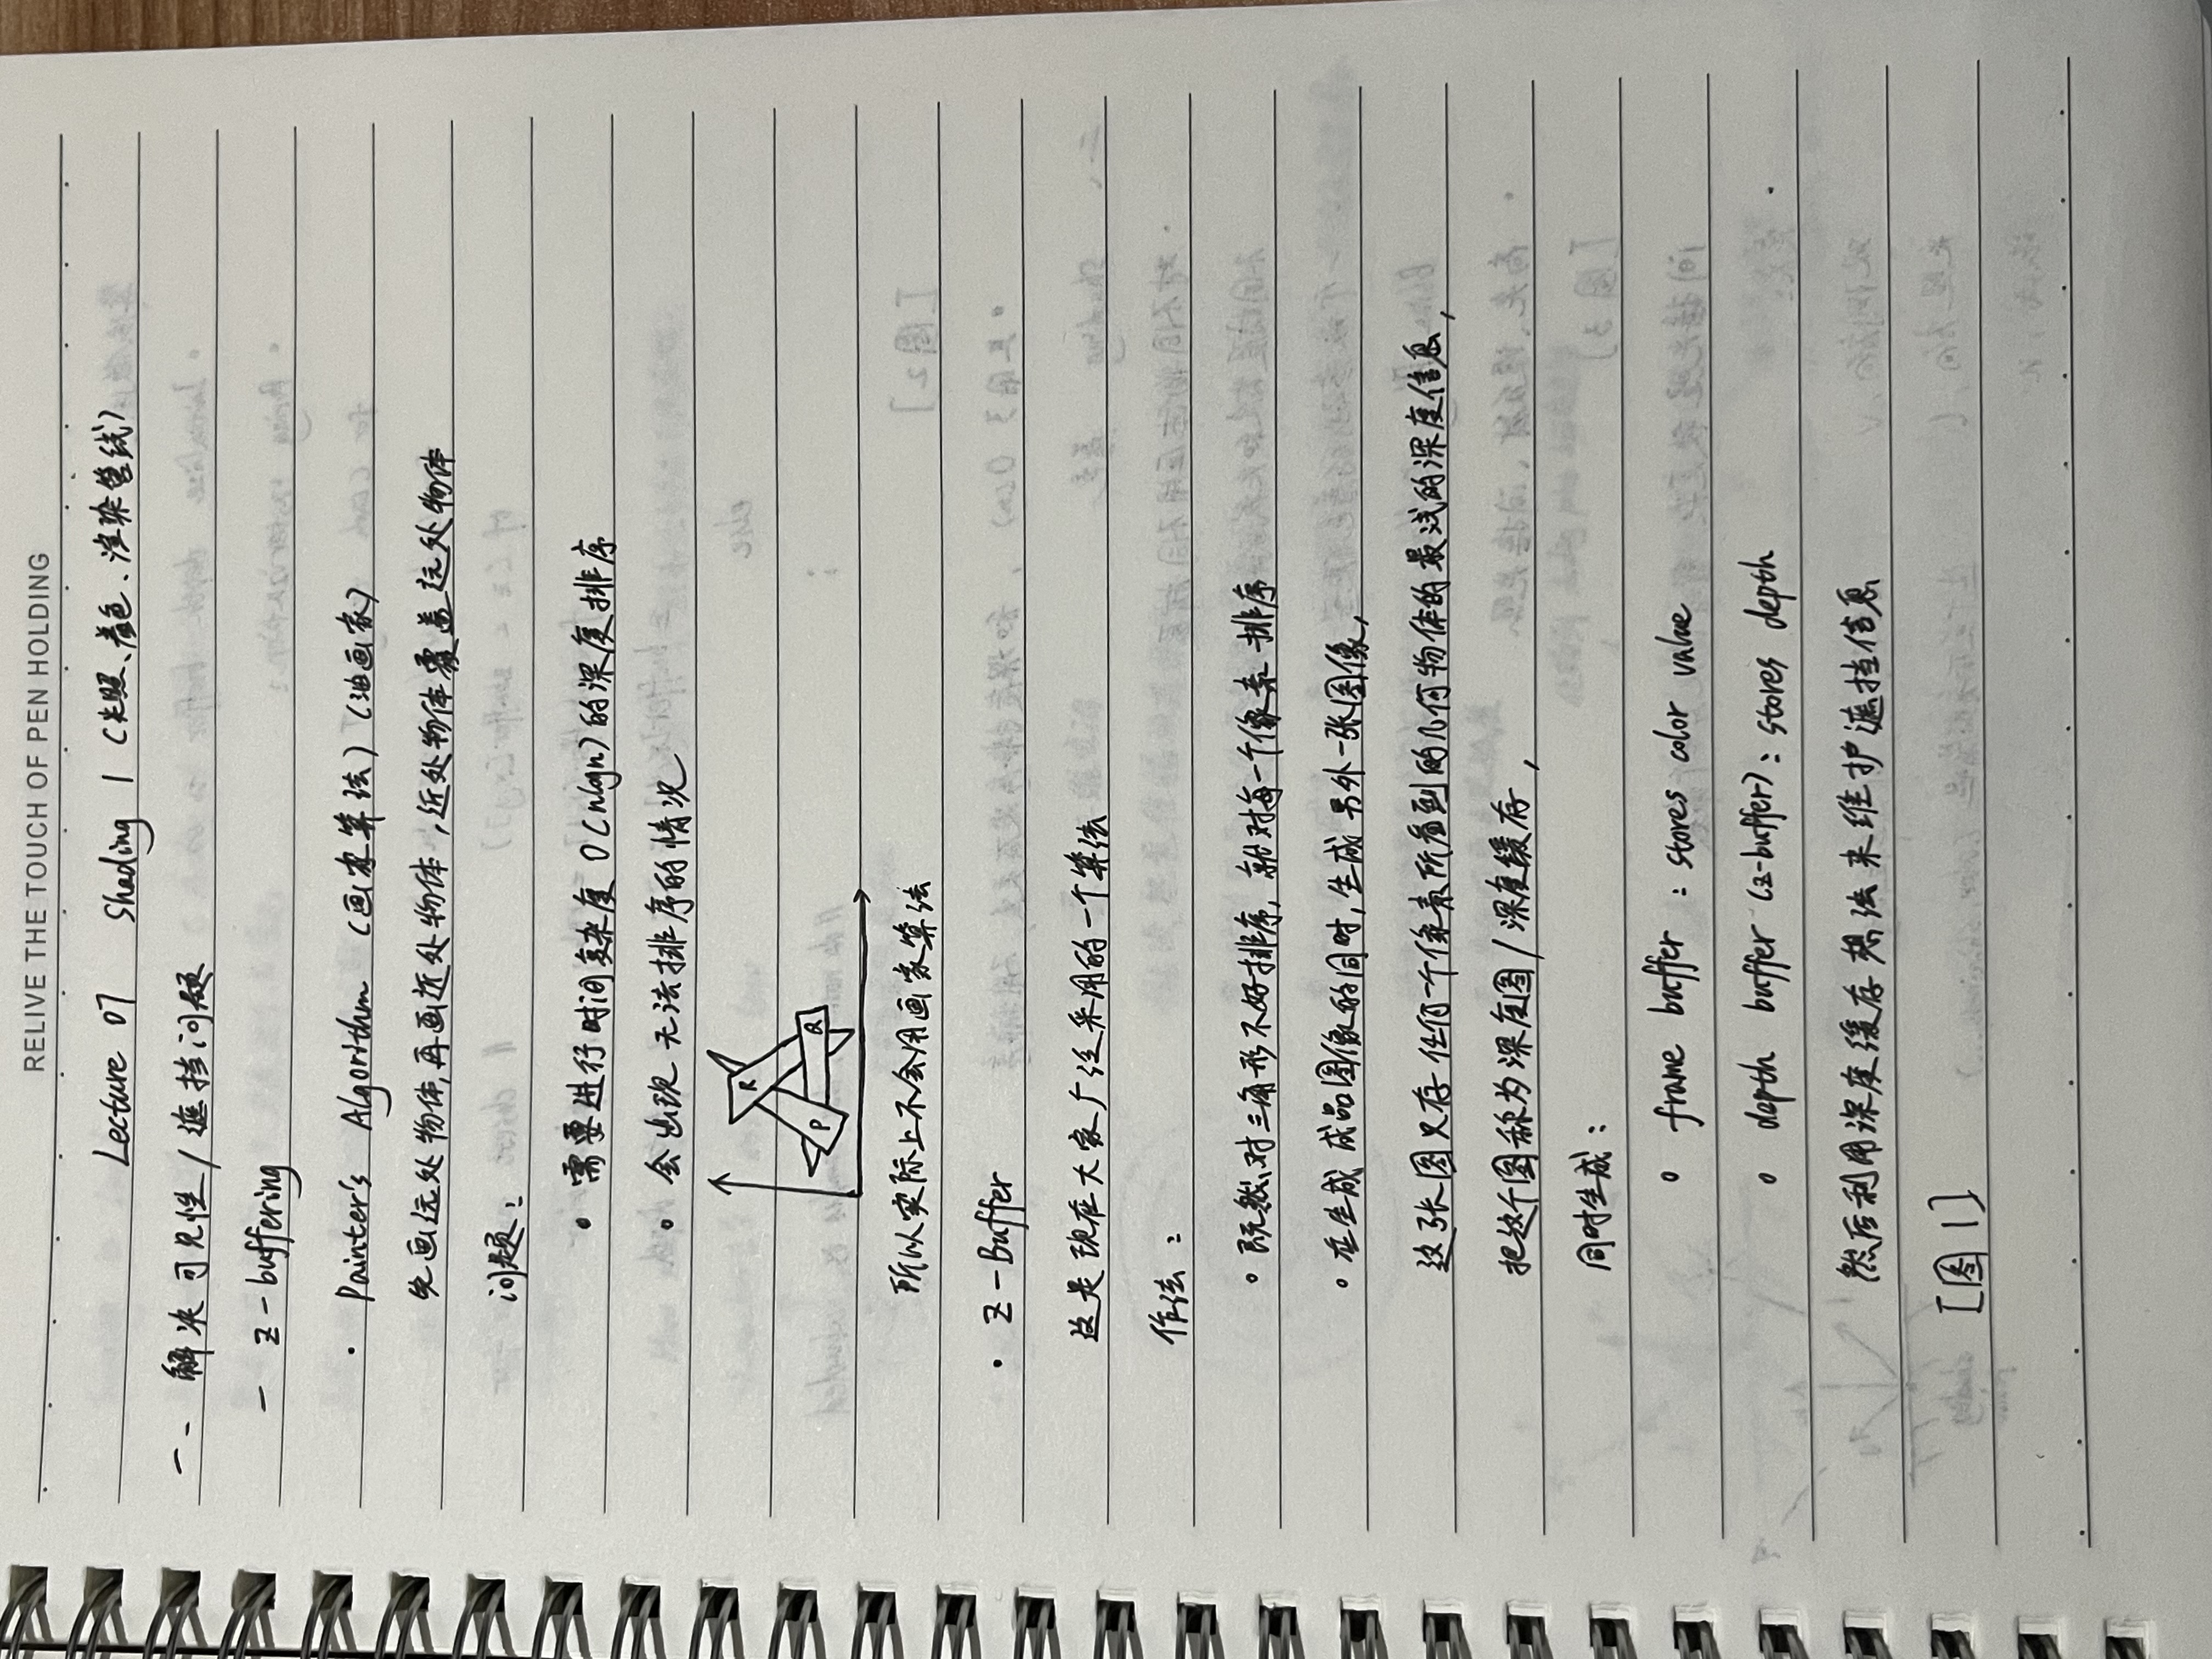 RELIVE THE TOUCH OF PEN HOLDING
Lecture 07 Shading 1 (光照、着色、渲染管线)
一、解决可见性/遮挡问题
— Z-buffering
· Painter's Algorithm (画家算法) (油画家)
先画远处物体,再画近处物体,近处物体覆盖远处物体
问题:
◦ 需要进行时间复杂度 O(nlogn)的深度排序
◦ 会出现无法排序的情况
R
P Q
所以实际上不会用画家算法
· Z-Buffer
这是现在大家广泛采用的一个算法
作法:
◦ 既然对三角形不好排序,就对每一个像素排序
◦ 在生成成品图像的同时,生成另外一张图像,
这张图只存任何一个像素所看到的几何物体的最浅的深度信息,
把这个图称为深度图/深度缓存,
同时生成:
◦ frame buffer : stores color value
◦ depth buffer (z-buffer): stores depth
然后利用深度缓存想法来维护遮挡信息
[图1]